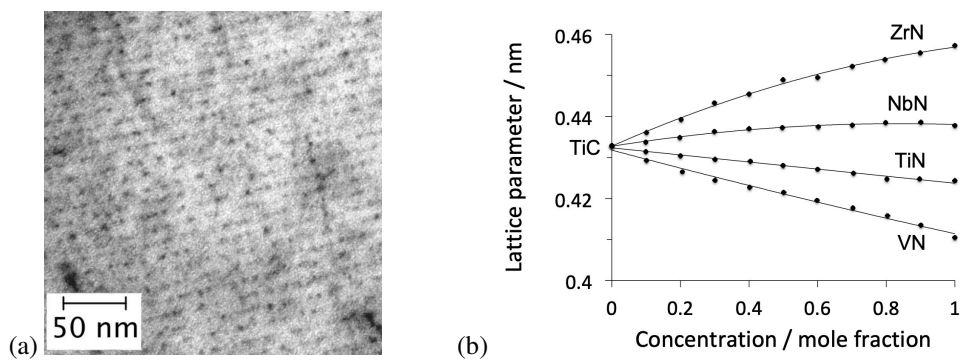 50 nm
(a)
0.46
0.44
TiC
0.42
0.4
Lattice parameter / nm
ZrN
NbN
TiN
VN
0
0.2
0.4
0.6
0.8
1
Concentration / mole fraction
(b)